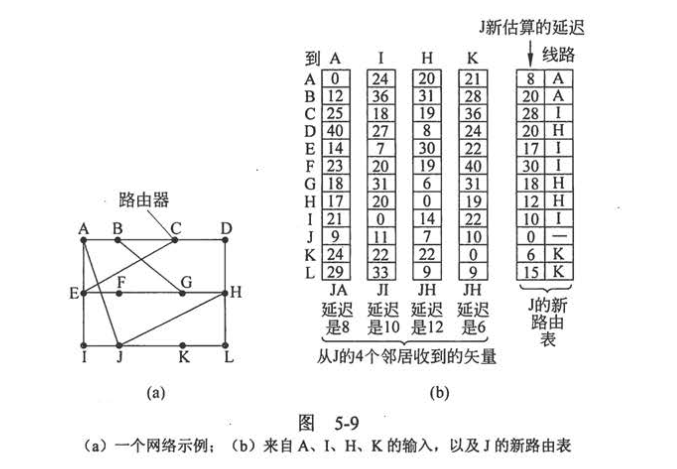 J新估算的延迟
到 A I H K 线路
A 0 24 20 21 8 A
B 12 36 31 28 20 A
C 25 18 19 36 28 I
D 40 27 8 24 20 H
E 14 7 30 22 17 I
F 23 20 19 40 30 I
G 18 31 6 31 18 H
H 17 20 0 19 12 H
I 21 0 14 22 10 I
J 9 11 7 10 0 —
K 24 22 22 0 6 K
L 29 33 9 9 15 K
JA JI JH JH
延迟 延迟 延迟 延迟
是8 是10 是12 是6
J的新
路由
表
从J的4个邻居收到的矢量
路由器
A B C D
E F G H
I J K L
(a) (b)
图 5-9
（a）一个网络示例；（b）来自 A、I、H、K 的输入，以及 J 的新路由表